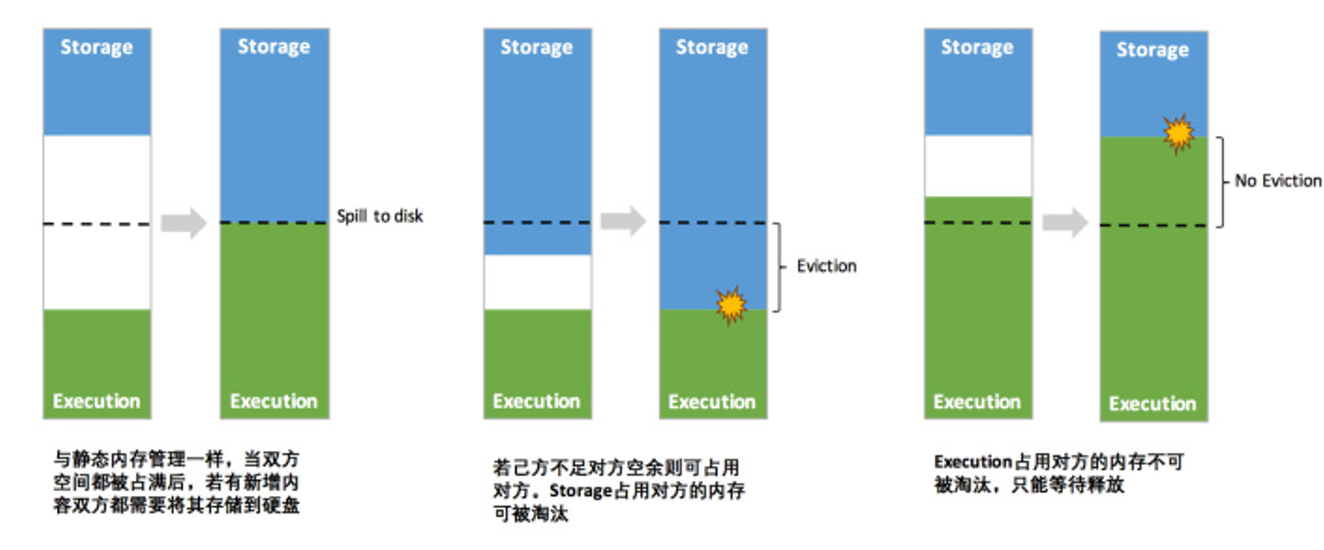 Storage
Storage
Spill to disk
Execution
Execution
与静态内存管理一样，当双方
空间都被占满后，若有新增内
容双方都需要将其存储到硬盘
Storage
Storage
Eviction
Execution
Execution
若己方不足对方空余则可占用
对方。Storage占用对方的内存
可被淘汰
Storage
Storage
No Eviction
Execution
Execution
Execution占用对方的内存不可
被淘汰，只能等待释放